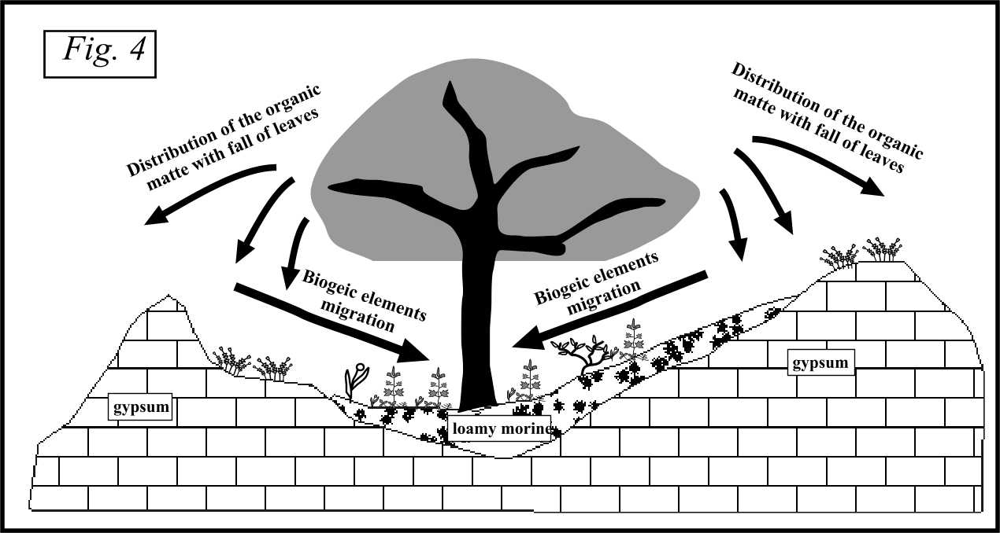 Fig. 4
Distribution of the organic
matte with fall of leaves
Distribution of the organic
matte with fall of leaves
Biogeic elements
migration
Biogeic elements
migration
gypsum
gypsum
loamy morine